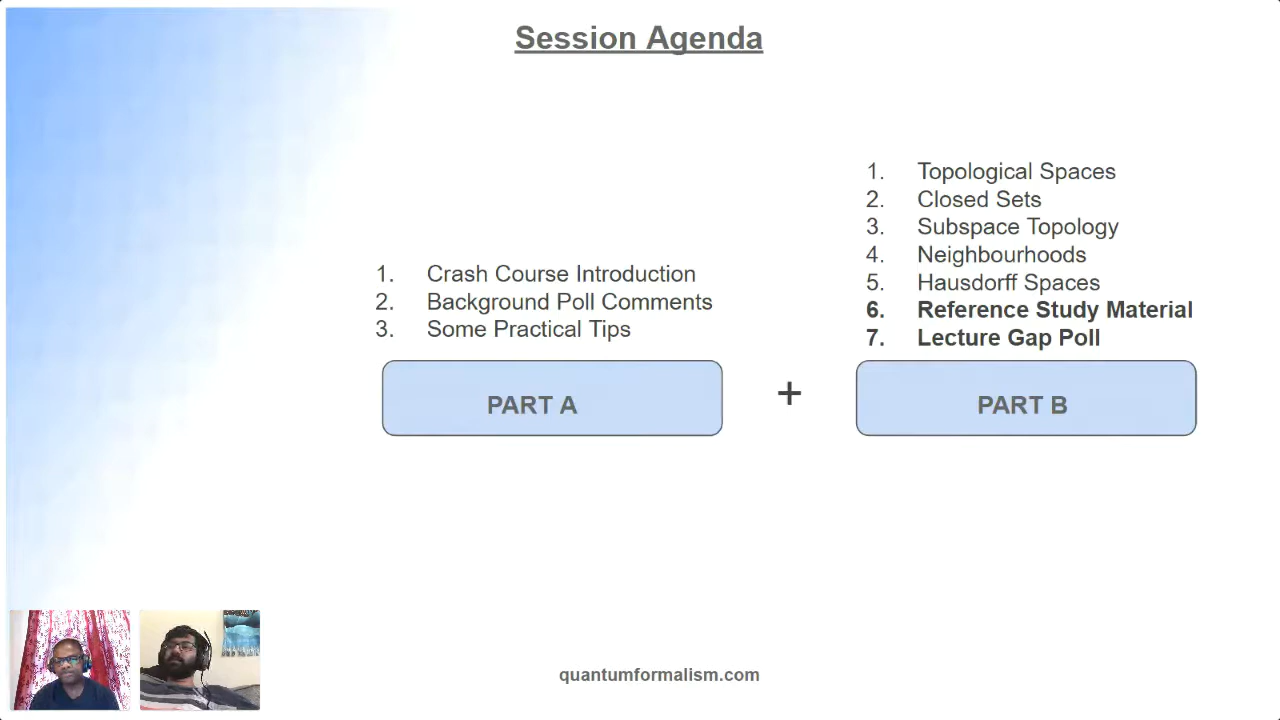 Session Agenda
1. Crash Course Introduction
2. Background Poll Comments
3. Some Practical Tips
PART A
+
1. Topological Spaces
2. Closed Sets
3. Subspace Topology
4. Neighbourhoods
5. Hausdorff Spaces
6. Reference Study Material
7. Lecture Gap Poll
PART B
quantumformalism.com